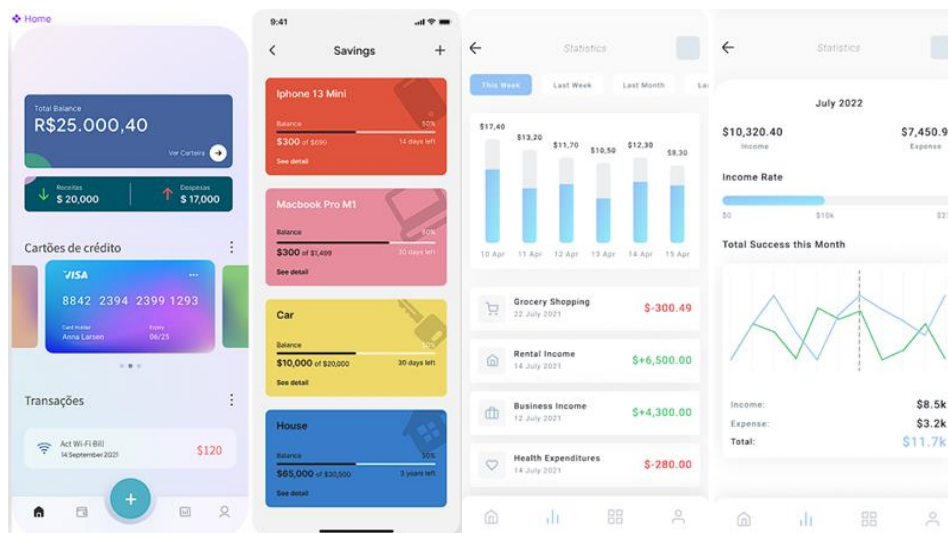 Home
Total Balance
R$25.000,40
Ver Carteira
Receitas
$ 20,000
Despesas
$ 17,000
Cartões de crédito
VISA
8842 2394 2399 1293
Card Holder
Anna Larsen
Expiry
06/25
Transações
Act Wi-Fi Bill
14 September 2021
$120
9:41
Savings
Iphone 13 Mini
Balance
50%
$300 of $690
14 days left
See detail
Macbook Pro M1
Balance
50%
$300 of $1,499
30 days left
See detail
Car
Balance
50%
$10,000 of $20,000
30 days left
See detail
House
Balance
50%
$65,000 of $30,500
3 years left
See detail
Statistics
This Week
Last Week
Last Month
La
$17,40
$13,20
$11,70
$10,50
$12,30
$8,30
10 Apr
11 Apr
12 Apr
13 Apr
14 Apr
15 Apr
Grocery Shopping
22 July 2021
$-300.49
Rental Income
14 July 2021
$+6,500.00
Business Income
12 July 2021
$+4,300.00
Health Expenditures
14 July 2021
$-280.00
Statistics
July 2022
$10,320.40
Income
$7,450.9
Expense
Income Rate
$0
$10k
Total Success this Month
Income:
$8.5k
Expense:
$3.2k
Total:
$11.7k